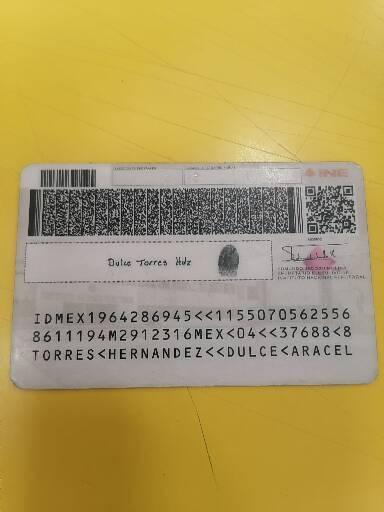 INE
Dulce Torres Hdz
IDMEX1964286945<<1155070562556
8611194M2912316MEX<04<<37688<8
TORRES<HERNANDEZ<<DULCE<ARACEL